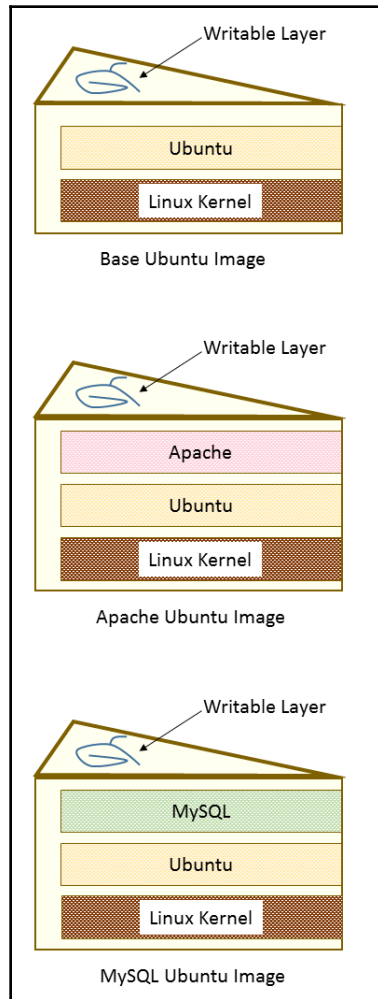 Writable Layer
Ubuntu
Linux Kernel
Base Ubuntu Image
Writable Layer
Apache
Ubuntu
Linux Kernel
Apache Ubuntu Image
Writable Layer
MySQL
Ubuntu
Linux Kernel
MySQL Ubuntu Image